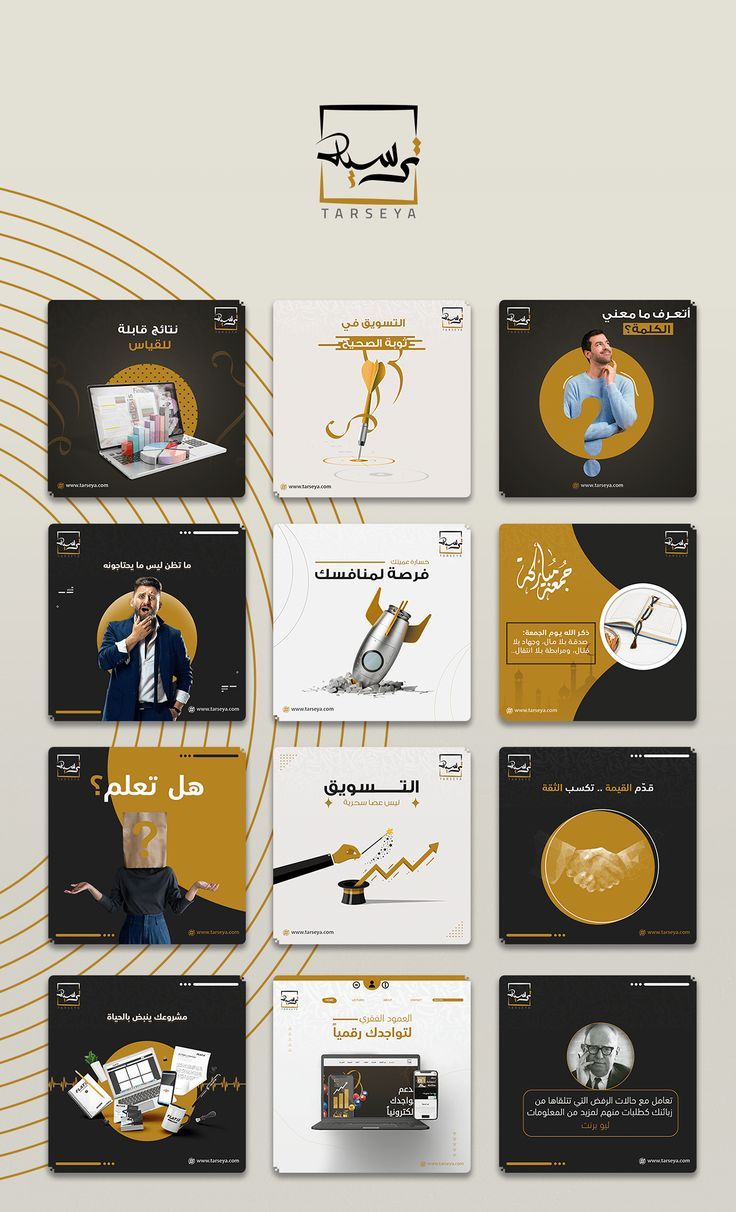 ترسية
TARSEYA
نتائج قابلة
للقياس
www.tarseya.com
التسويق في
ثوبة الصحيح
www.tarseya.com
أتعرف ما معني
الكلمة؟
www.tarseya.com
ما تظن ليس ما يحتاجونه
www.tarseya.com
خسارة عميلك
فرصة لمنافسك
www.tarseya.com
جمعة مباركة
ذكر الله يوم الجمعة:
صدقة بلا مال، وجهاد بلا
قتال، ومرابطة بلا انتقال..
www.tarseya.com
هل تعلم؟
?
www.tarseya.com
التـــسويق
ليس عصا سحرية
www.tarseya.com
قدّم القيمة .. تكسب الثقة
www.tarseya.com
مشروعك ينبض بالحياة
www.tarseya.com
العمود الفقري
لتواجدك رقمياً
www.tarseya.com
تعامل مع حالات الرفض التي تتلقاها من
زبائنك كطلبات منهم لمزيد من المعلومات
ليو برنت
www.tarseya.com